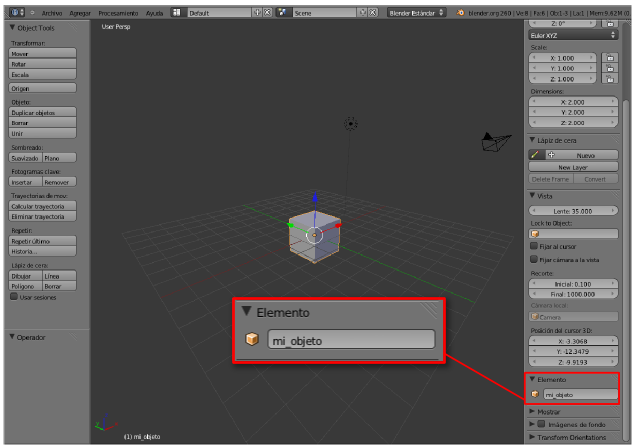 Archivo Agregar Procesamiento Ayuda Default Scene Blender Estándar blender.org 260 | Ve:8 | Fa:6 | Ob:1-3 | La:1 | Mem:9.62M (0
Object Tools
Transformar:
Mover
Rotar
Escala
Origen
Objeto:
Duplicar objetos
Borrar
Unir
Sombreado:
Suavizado Plano
Fotogramas clave:
Insertar Remover
Trayectorias de mov.:
Calcular trayectoria
Eliminar trayectoria
Repetir:
Repetir último
Historia...
Lápiz de cera:
Dibujar Línea
Polígono Borrar
Usar sesiones
Operador
User Persp
(1) mi_objeto
Elemento
mi_objeto
Z: 0°
Euler XYZ
Scale:
X: 1.000
Y: 1.000
Z: 1.000
Dimensions:
X: 2.000
Y: 2.000
Z: 2.000
Lápiz de cera
Nuevo
New Layer
Delete Frame Convert
Vista
Lente: 35.000
Lock to Object:
Fijar al cursor
Fijar cámara a la vista
Recorte:
Inicial: 0.100
Final: 1000.000
Cámara local:
Camera
Posición del cursor 3D:
X: -3.3068
Y: -12.3479
Z: -9.9193
Elemento
mi_objeto
Mostrar
Imágenes de fondo
Transform Orientations